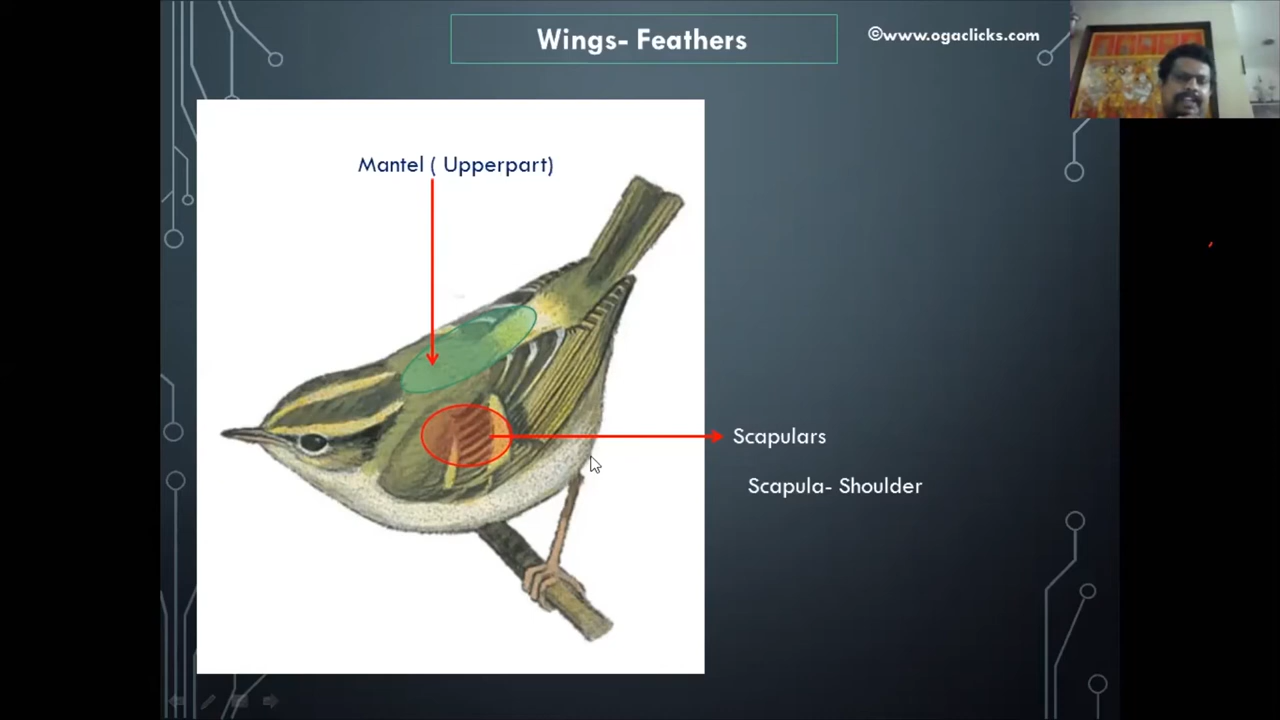 Wings- Feathers
©www.ogaclicks.com
Mantel ( Upperpart)
Scapulars
Scapula- Shoulder